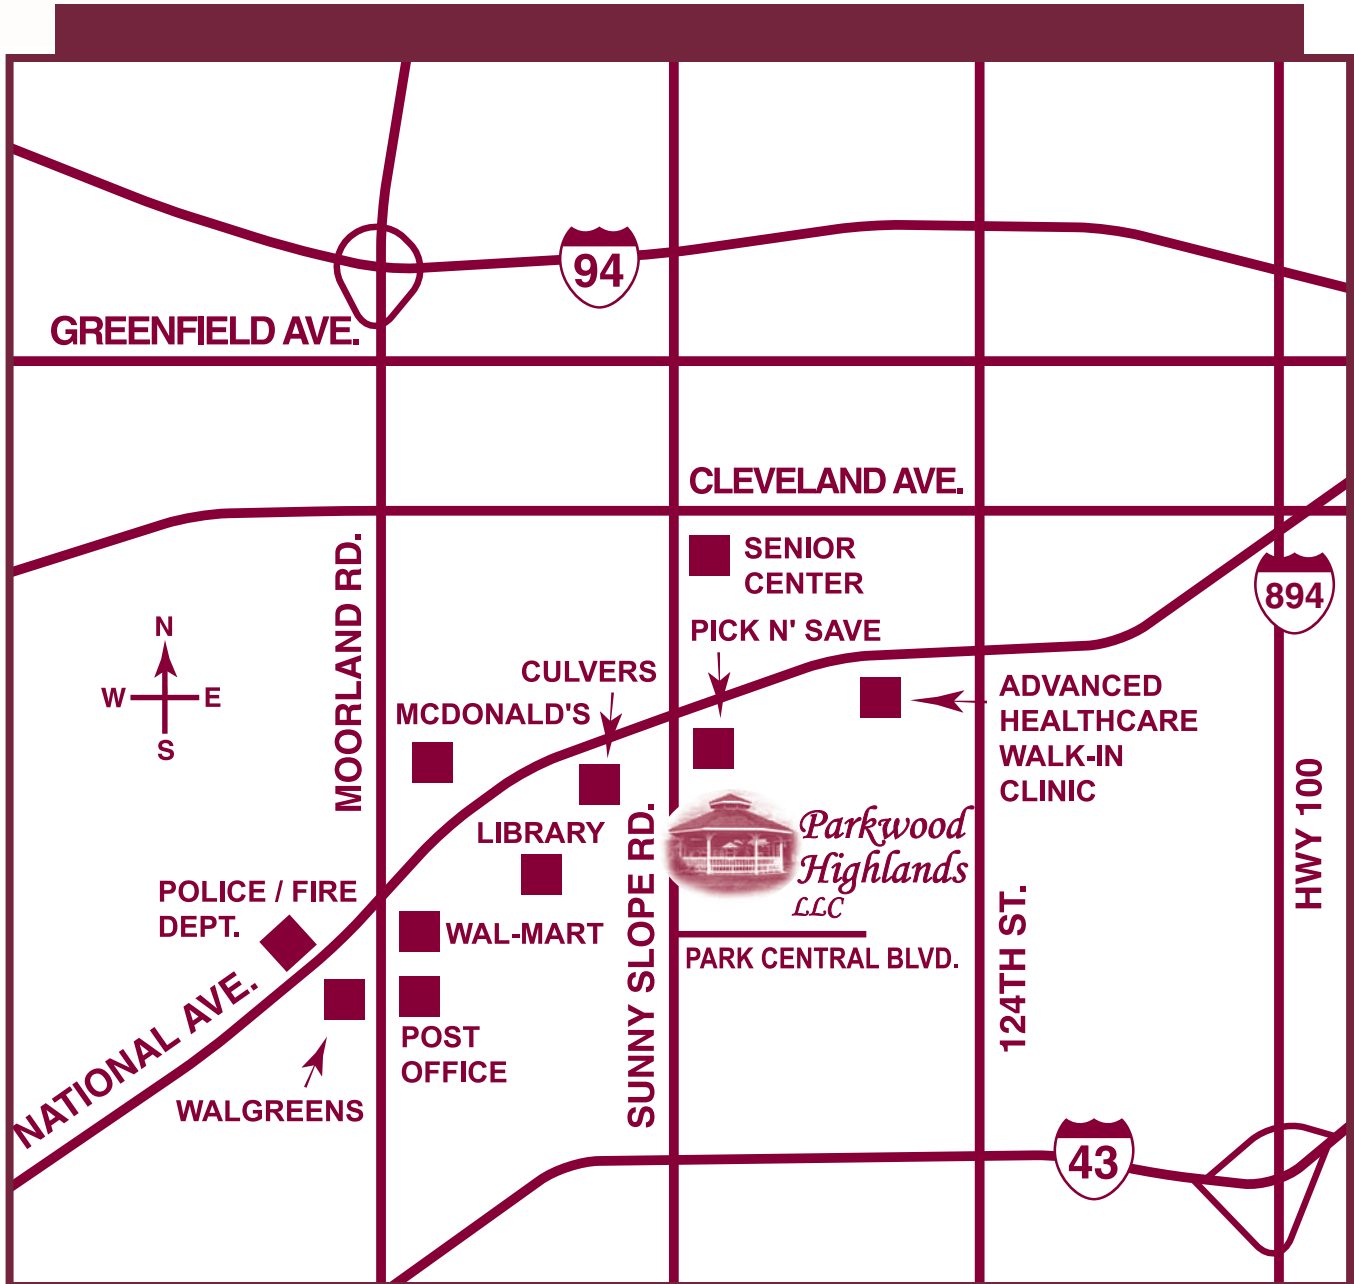 94
GREENFIELD AVE.
CLEVELAND AVE.
SENIOR
CENTER
894
PICK N' SAVE
N
W E
S
CULVERS
MCDONALD'S
MOORLAND RD.
ADVANCED
HEALTHCARE
WALK-IN
CLINIC
HWY 100
LIBRARY
Parkwood
Highlands
LLC
SUNNY SLOPE RD.
POLICE / FIRE
DEPT.
WAL-MART
PARK CENTRAL BLVD.
124TH ST.
NATIONAL AVE.
POST
OFFICE
WALGREENS
43